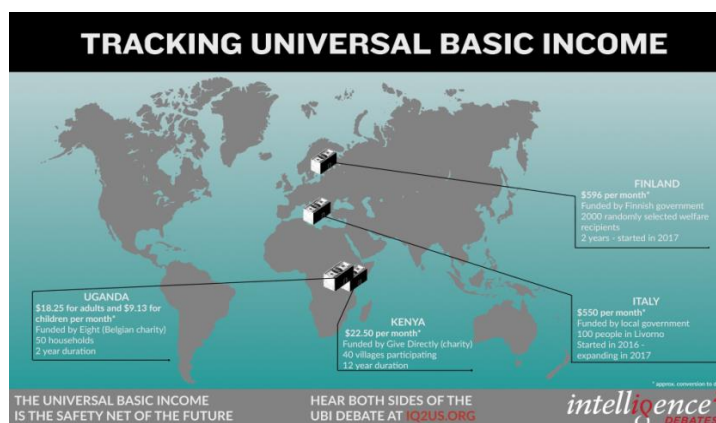 TRACKING UNIVERSAL BASIC INCOME
FINLAND
$596 per month*
Funded by Finnish government
2000 randomly selected welfare
recipients
2 years - started in 2017
UGANDA
$18.25 for adults and $9.13 for
children per month*
Funded by Eight (Belgian charity)
50 households
2 year duration
KENYA
$22.50 per month*
Funded by Give Directly (charity)
40 villages participating
12 year duration
ITALY
$550 per month*
Funded by local government
100 people in Livorno
Started in 2016 -
expanding in 2017
* approx. conversion to
THE UNIVERSAL BASIC INCOME
IS THE SAFETY NET OF THE FUTURE
HEAR BOTH SIDES OF THE
UBI DEBATE AT IQ2US.ORG
intelligence
DEBATES